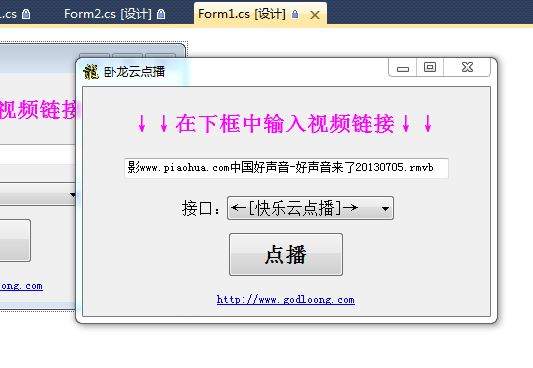 .cs Form2.cs [设计] Form1.cs [设计]
卧龙云点播
视频链接
↓↓在下框中输入视频链接↓↓
影www.piaohua.com中国好声音-好声音来了20130705.rmvb
接口: ←[快乐云点播]→
点播
ong.com
http://www.godloong.com